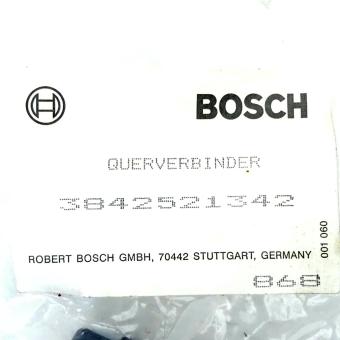 BOSCH
QUERVERBINDER
3842521342
001 060
ROBERT BOSCH GMBH, 70442 STUTTGART, GERMANY
868